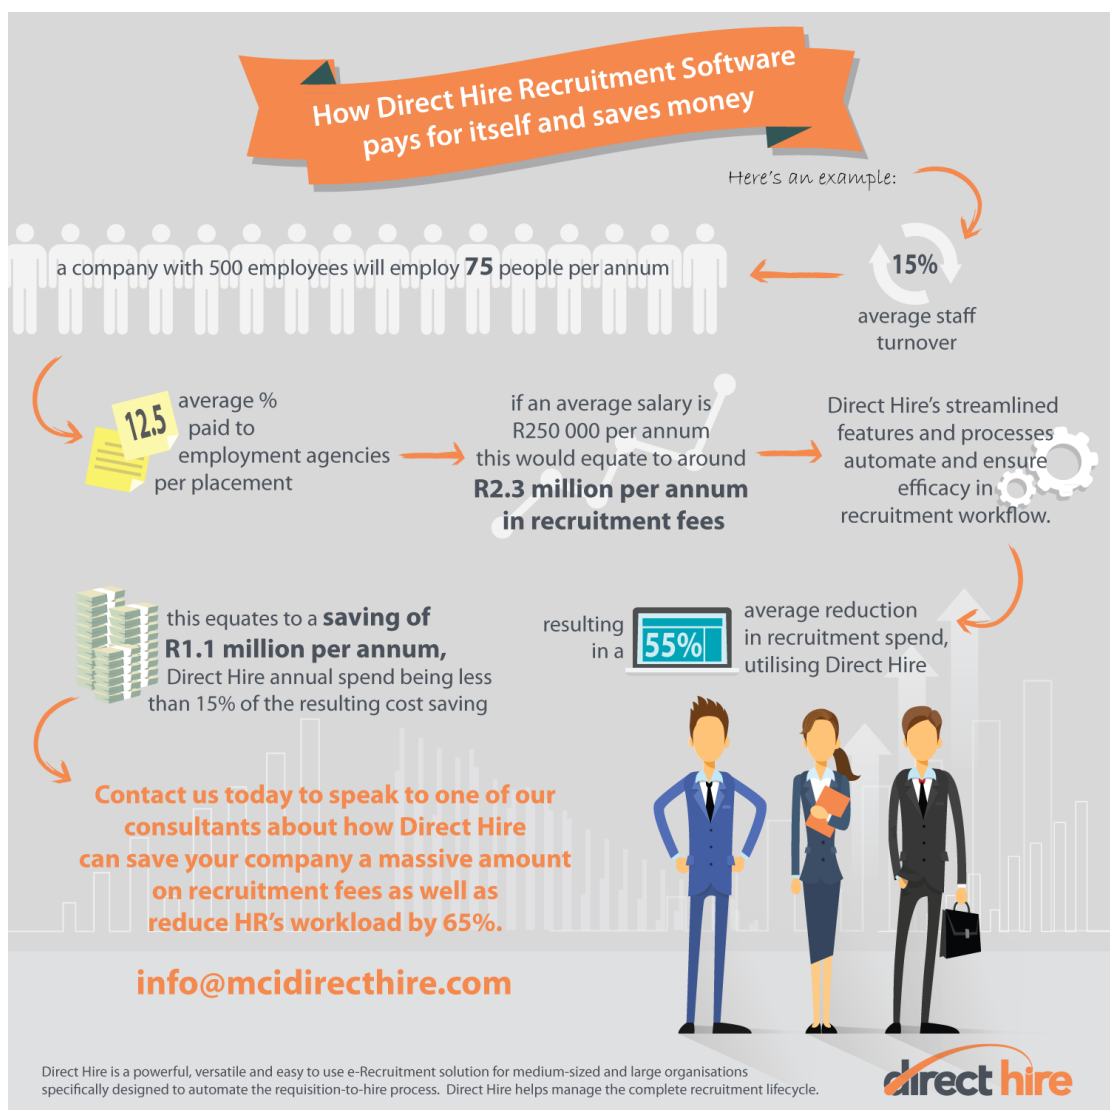 How Direct Hire Recruitment Software
pays for itself and saves money
Here's an example:
15%
average staff
turnover
a company with 500 employees will employ 75 people per annum
12.5
average %
paid to
employment agencies
per placement
if an average salary is
R250 000 per annum
this would equate to around
R2.3 million per annum
in recruitment fees
Direct Hire's streamlined
features and processes
automate and ensure
efficacy in
recruitment workflow.
resulting
in a
55%
average reduction
in recruitment spend,
utilising Direct Hire
this equates to a saving of
R1.1 million per annum,
Direct Hire annual spend being less
than 15% of the resulting cost saving
Contact us today to speak to one of our
consultants about how Direct Hire
can save your company a massive amount
on recruitment fees as well as
reduce HR's workload by 65%.
info@mcidirecthire.com
Direct Hire is a powerful, versatile and easy to use e-Recruitment solution for medium-sized and large organisations
specifically designed to automate the requisition-to-hire process. Direct Hire helps manage the complete recruitment lifecycle.
direct hire